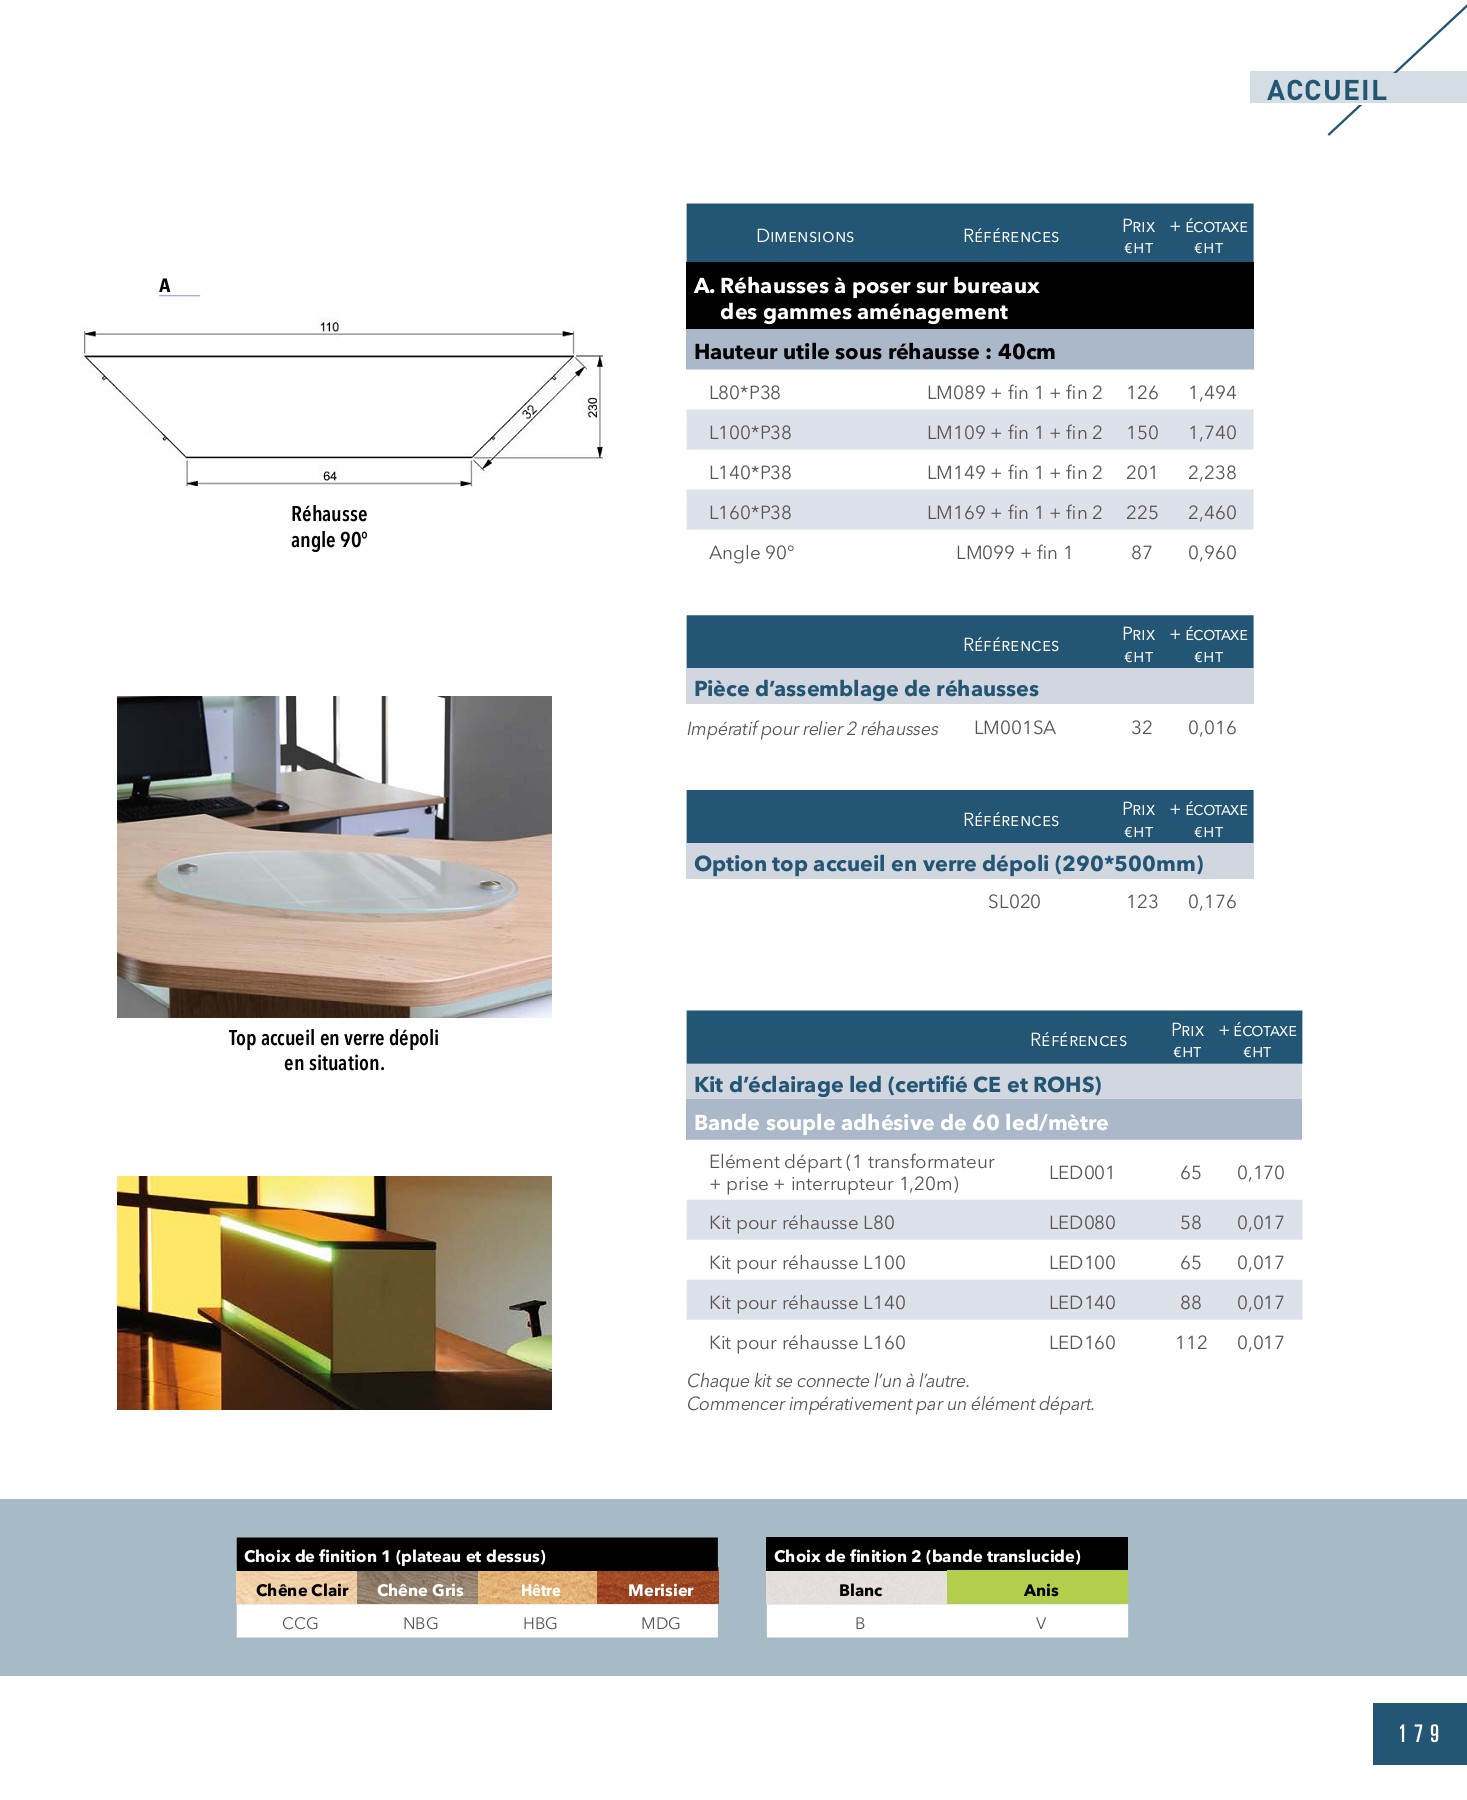 ACCUEIL
A
110
32
230
64
Réhausse
angle 90º
Dimensions Références Prix €ht + écotaxe €ht
A. Réhausses à poser sur bureaux
des gammes aménagement
Hauteur utile sous réhausse : 40cm
L80*P38 LM089 + fin 1 + fin 2 126 1,494
L100*P38 LM109 + fin 1 + fin 2 150 1,740
L140*P38 LM149 + fin 1 + fin 2 201 2,238
L160*P38 LM169 + fin 1 + fin 2 225 2,460
Angle 90° LM099 + fin 1 87 0,960
Références Prix €ht + écotaxe €ht
Pièce d’assemblage de réhausses
Impératif pour relier 2 réhausses LM001SA 32 0,016
Références Prix €ht + écotaxe €ht
Option top accueil en verre dépoli (290*500mm)
SL020 123 0,176
Top accueil en verre dépoli
en situation.
Références Prix €ht + écotaxe €ht
Kit d’éclairage led (certifié CE et ROHS)
Bande souple adhésive de 60 led/mètre
Elément départ (1 transformateur
+ prise + interrupteur 1,20m) LED001 65 0,170
Kit pour réhausse L80 LED080 58 0,017
Kit pour réhausse L100 LED100 65 0,017
Kit pour réhausse L140 LED140 88 0,017
Kit pour réhausse L160 LED160 112 0,017
Chaque kit se connecte l’un à l’autre.
Commencer impérativement par un élément départ.
Choix de finition 1 (plateau et dessus)
Chêne Clair Chêne Gris Hêtre Merisier
CCG NBG HBG MDG
Choix de finition 2 (bande translucide)
Blanc Anis
B V
179